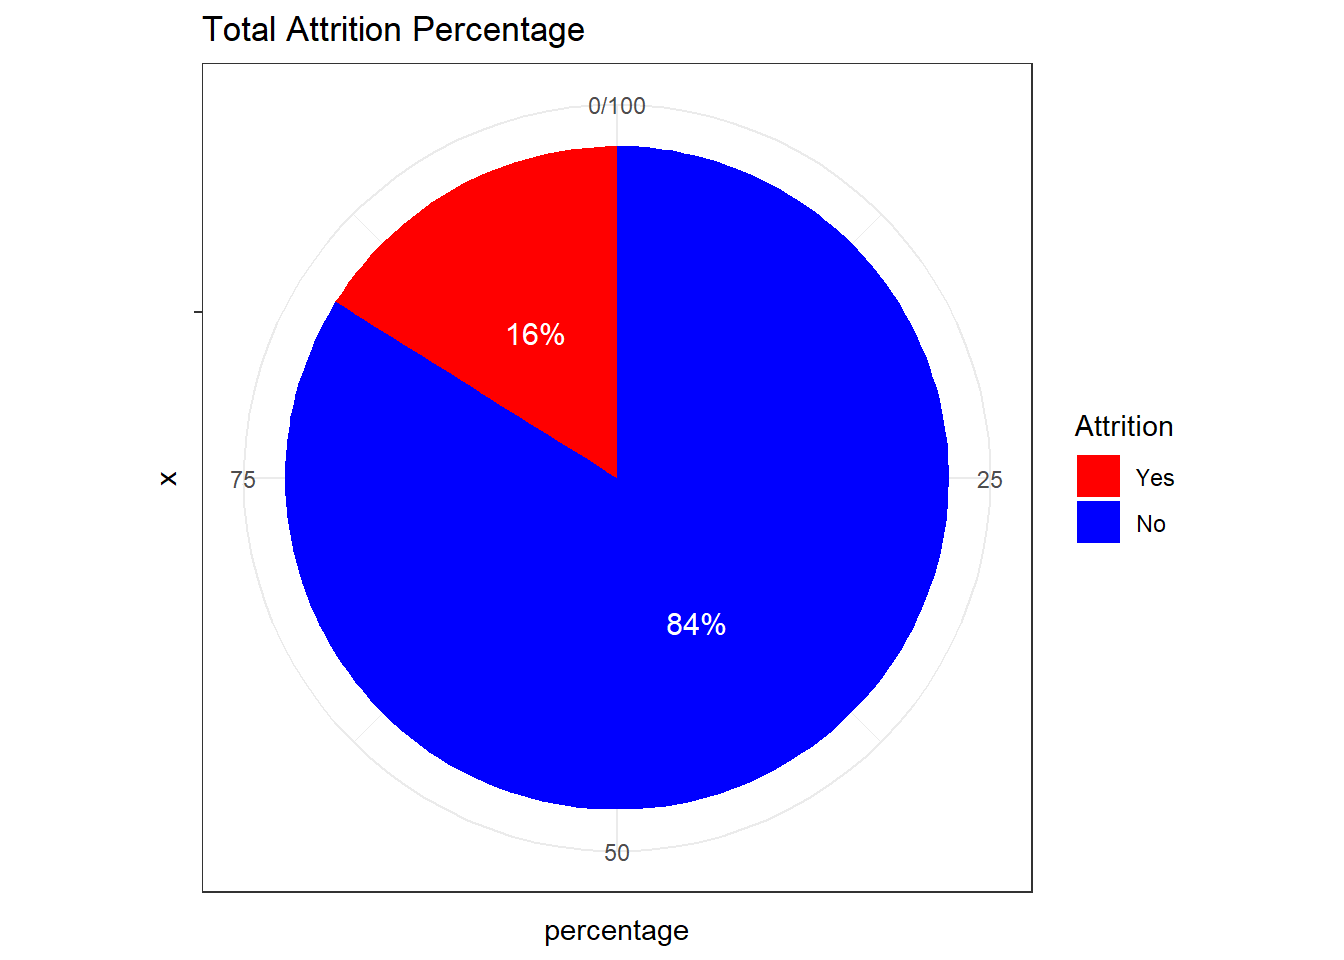 Total Attrition Percentage
0/100
16%
Attrition
x
75
25
Yes
No
84%
50
percentage